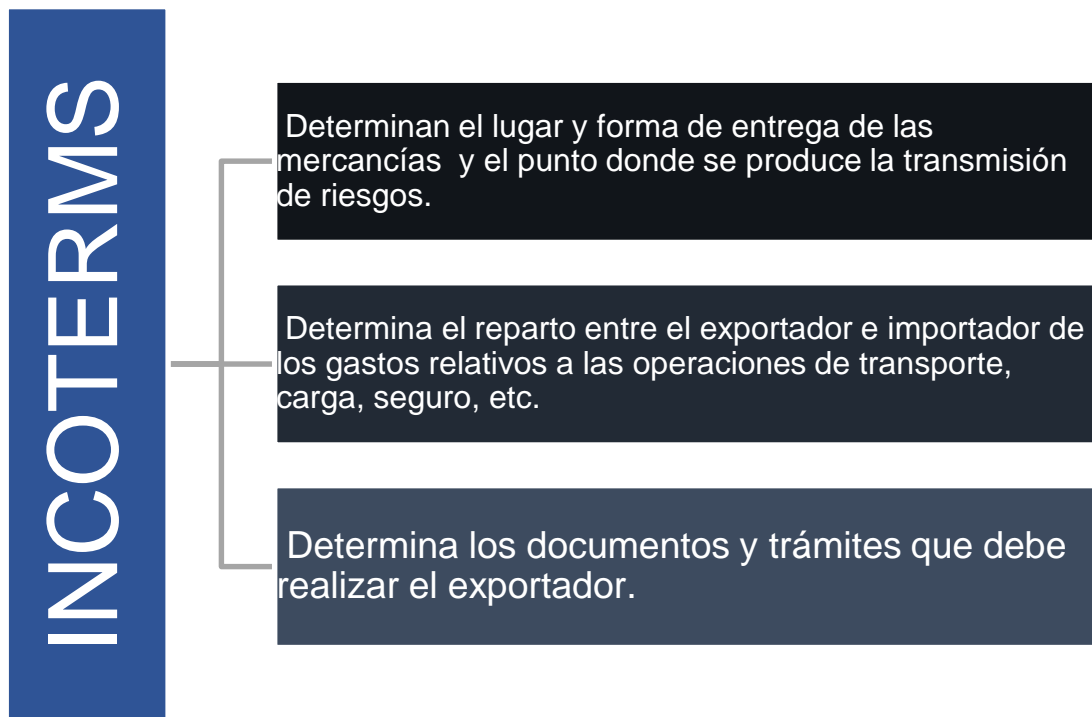 INCOTERMS
Determinan el lugar y forma de entrega de las
mercancías y el punto donde se produce la transmisión
de riesgos.
Determina el reparto entre el exportador e importador de
los gastos relativos a las operaciones de transporte,
carga, seguro, etc.
Determina los documentos y trámites que debe
realizar el exportador.